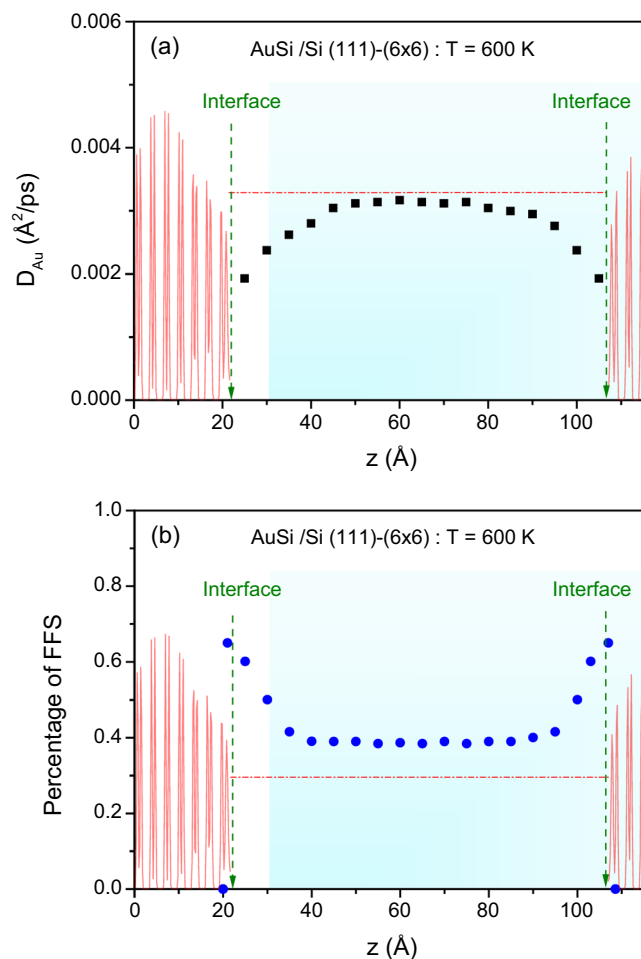 0.006
(a)
AuSi /Si (111)-(6x6) : T = 600 K
Interface
Interface
0.004
D_Au (Å²/ps)
0.002
0.000
0 20 40 60 80 100
z (Å)
1.0
(b)
AuSi /Si (111)-(6x6) : T = 600 K
0.8
Interface
Interface
Percentage of FFS
0.6
0.4
0.2
0.0
0 20 40 60 80 100
z (Å)